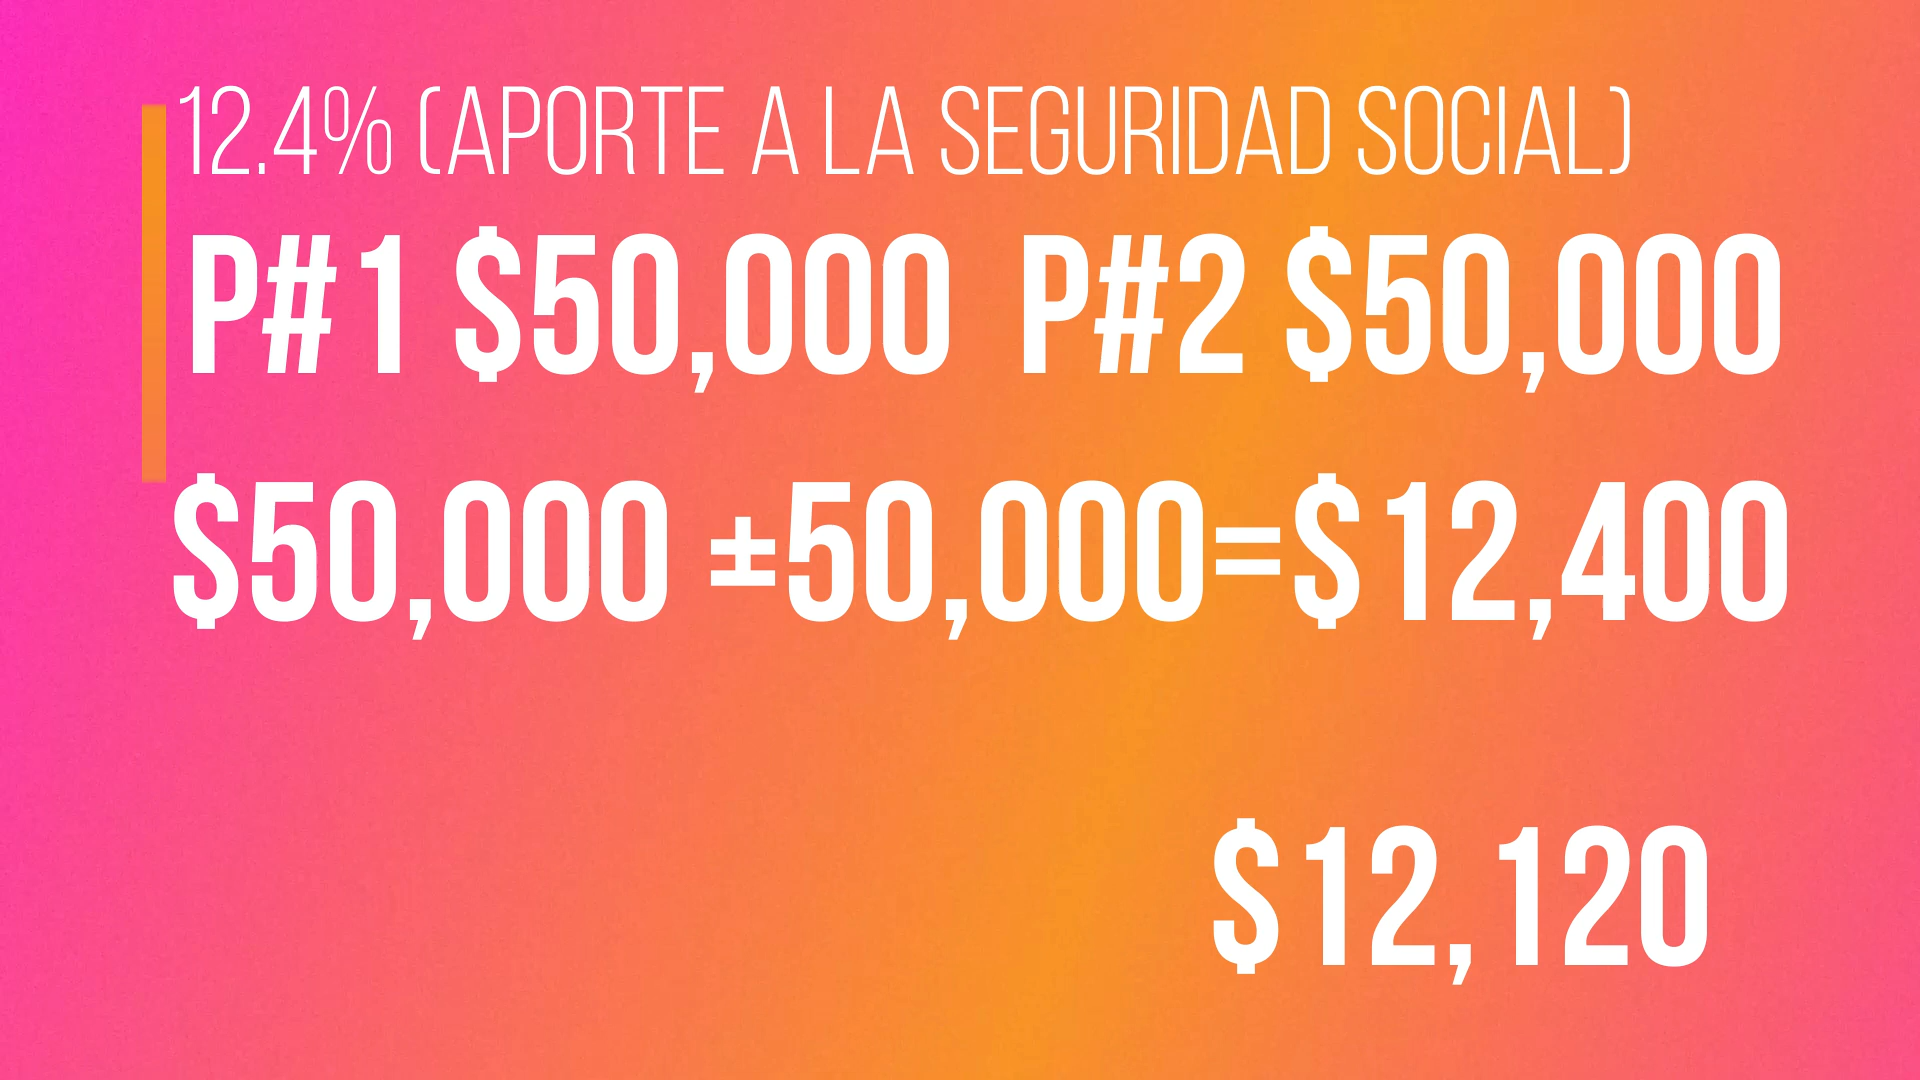 12.4% (APORTE A LA SEGURIDAD SOCIAL)
P#1 $50,000 P#2 $50,000
$50,000 ±50,000=$12,400
$12,120